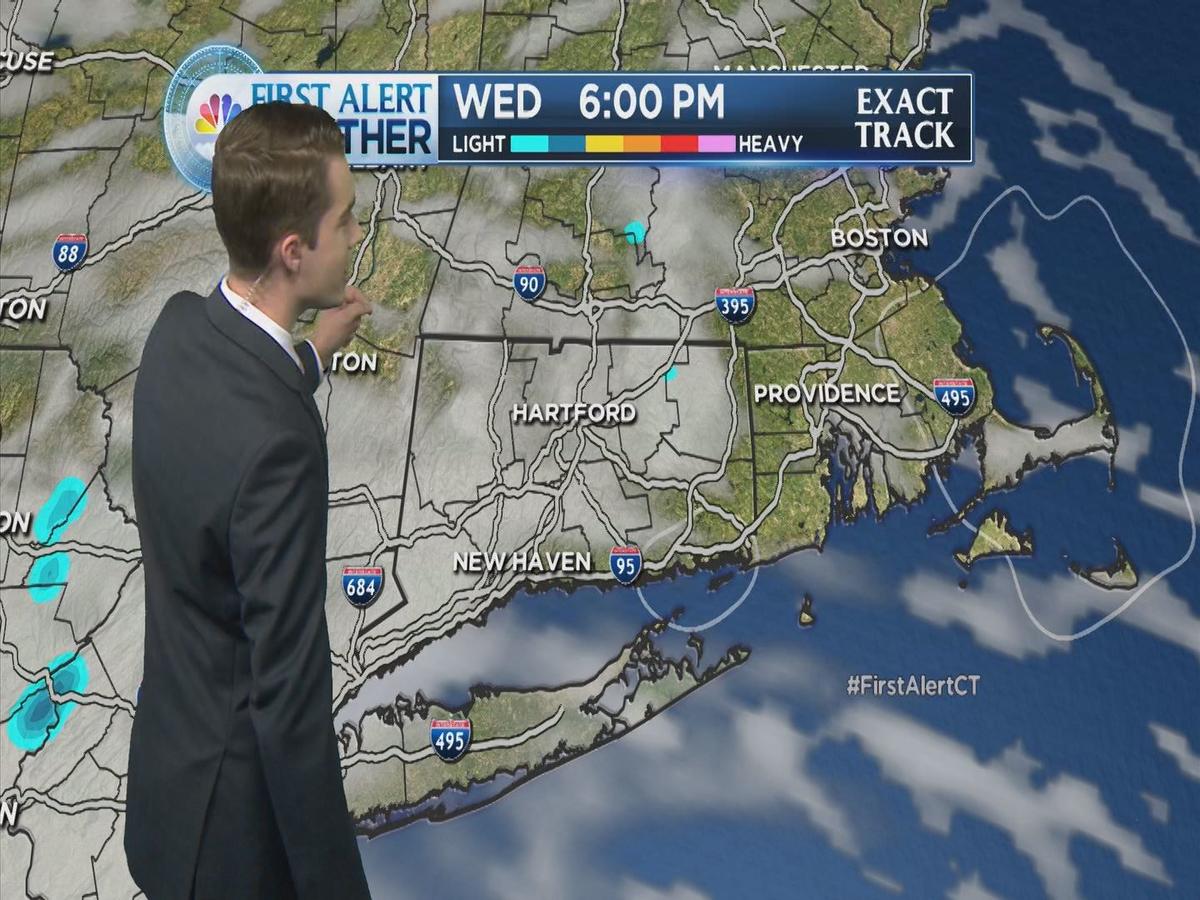 CUSE
MANCHESTER
FIRST ALERT
THER
WED 6:00 PM
LIGHT HEAVY
EXACT
TRACK
88
BOSTON
90
395
TON
TON
PROVIDENCE
495
HARTFORD
ON
NEW HAVEN
95
684
#FirstAlertCT
495
N